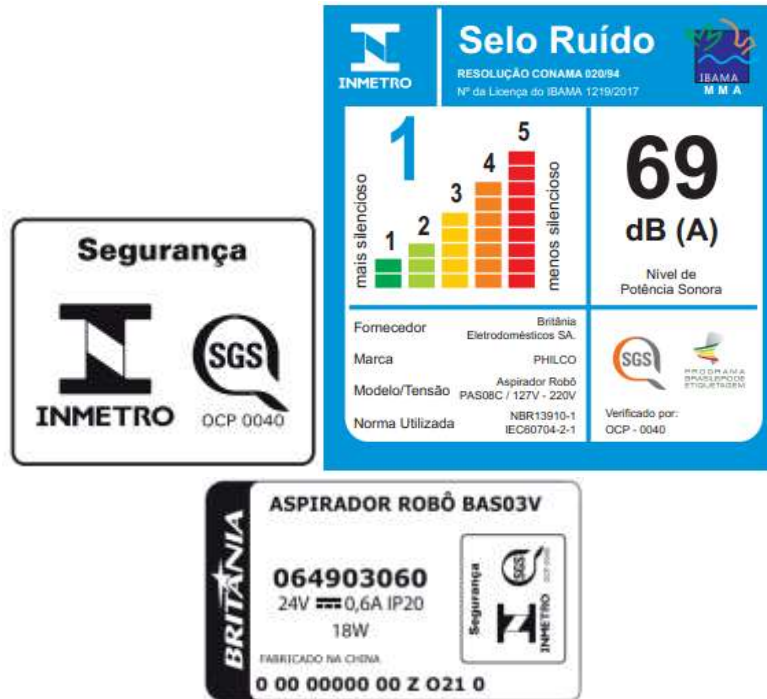 INMETRO
Selo Ruído
RESOLUÇÃO CONAMA 020/94
Nº da Licença do IBAMA 1219/2017
IBAMA
MMA
1
mais silencioso
1
2
3
4
5
menos silencioso
69
dB (A)
Nível de
Potência Sonora
Fornecedor
Britânia
Eletrodomésticos SA.
Marca
PHILCO
Modelo/Tensão
Aspirador Robô
PAS08C / 127V - 220V
Norma Utilizada
NBR13910-1
IEC60704-2-1
SGS
PROGRAMA
BRASILEIRO DE
ETIQUETAGEM
Verificado por:
OCP - 0040
Segurança
INMETRO
SGS
OCP 0040
BRITÂNIA
ASPIRADOR ROBÔ BAS03V
064903060
24V 0,6A IP20
18W
FABRICADO NA CHINA
0 00 00000 00 Z O21 0
Segurança
INMETRO
SGS
OCP 0040